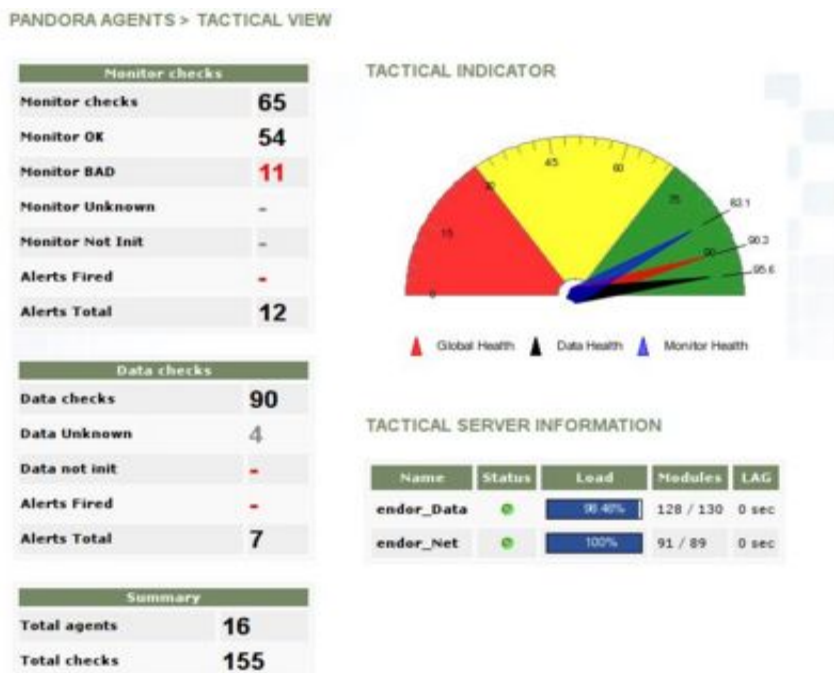 PANDORA AGENTS > TACTICAL VIEW
Monitor checks
Monitor checks 65
Monitor OK 54
Monitor BAD 11
Monitor Unknown -
Monitor Not Init -
Alerts Fired -
Alerts Total 12
Data checks
Data checks 90
Data Unknown 4
Data not init -
Alerts Fired -
Alerts Total 7
Summary
Total agents 16
Total checks 155
TACTICAL INDICATOR
0 15 30 45 60 75 90
83.1
90.3
95.6
Global Health Data Health Monitor Health
TACTICAL SERVER INFORMATION
Name Status Load Modules LAG
endor_Data 98.46% 128 / 130 0 sec
endor_Net 100% 91 / 89 0 sec